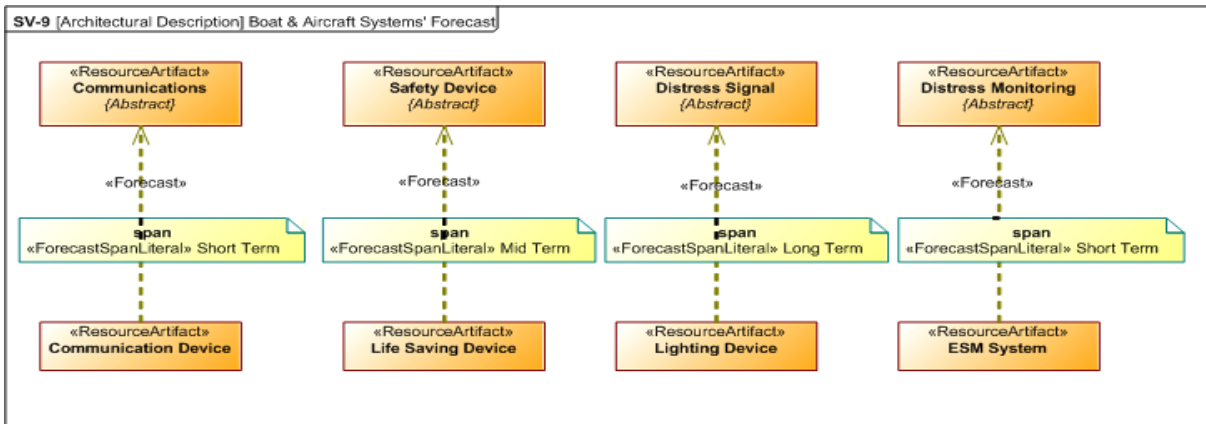 SV-9 [Architectural Description] Boat & Aircraft Systems' Forecast
«ResourceArtifact»
Communications
{Abstract}
«ResourceArtifact»
Safety Device
{Abstract}
«ResourceArtifact»
Distress Signal
{Abstract}
«ResourceArtifact»
Distress Monitoring
{Abstract}
«Forecast»
«Forecast»
«Forecast»
«Forecast»
span
«ForecastSpanLiteral» Short Term
span
«ForecastSpanLiteral» Mid Term
span
«ForecastSpanLiteral» Long Term
span
«ForecastSpanLiteral» Short Term
«ResourceArtifact»
Communication Device
«ResourceArtifact»
Life Saving Device
«ResourceArtifact»
Lighting Device
«ResourceArtifact»
ESM System